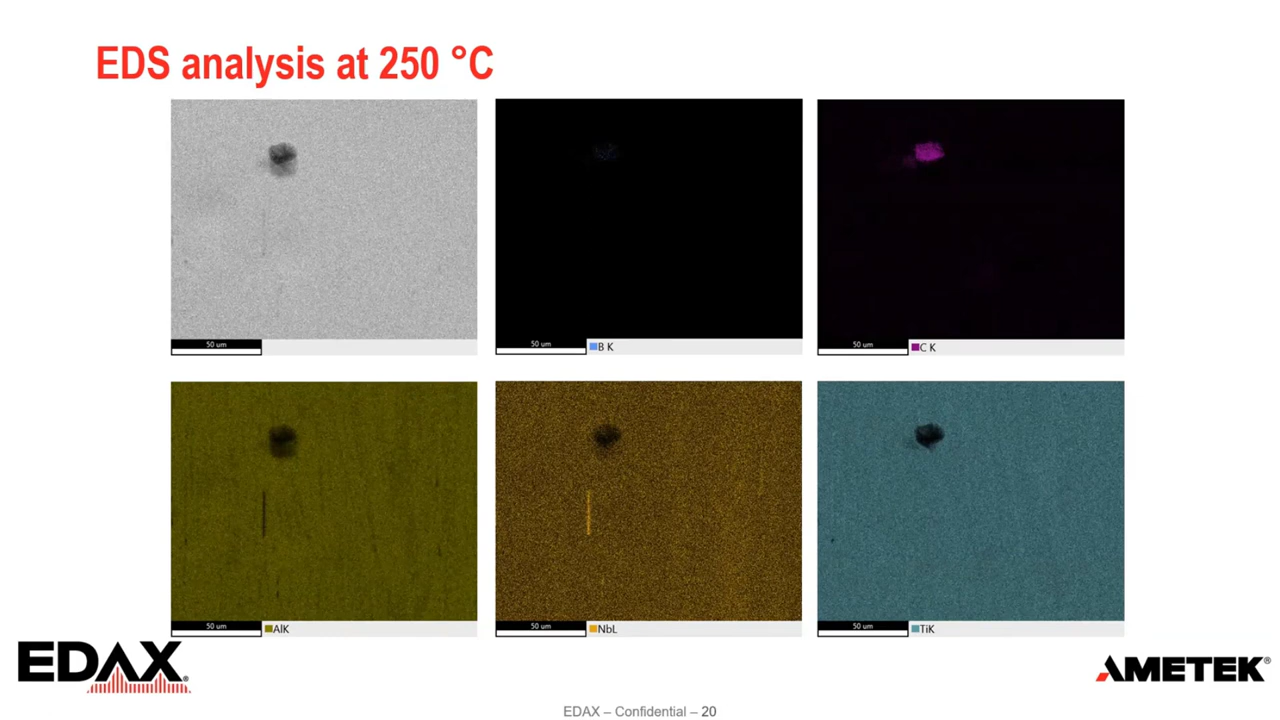 EDS analysis at 250 °C
50 um
50 um
B K
50 um
C K
50 um
AlK
50 um
NbL
50 um
TiK
EDAX®
AMETEK®
EDAX – Confidential – 20